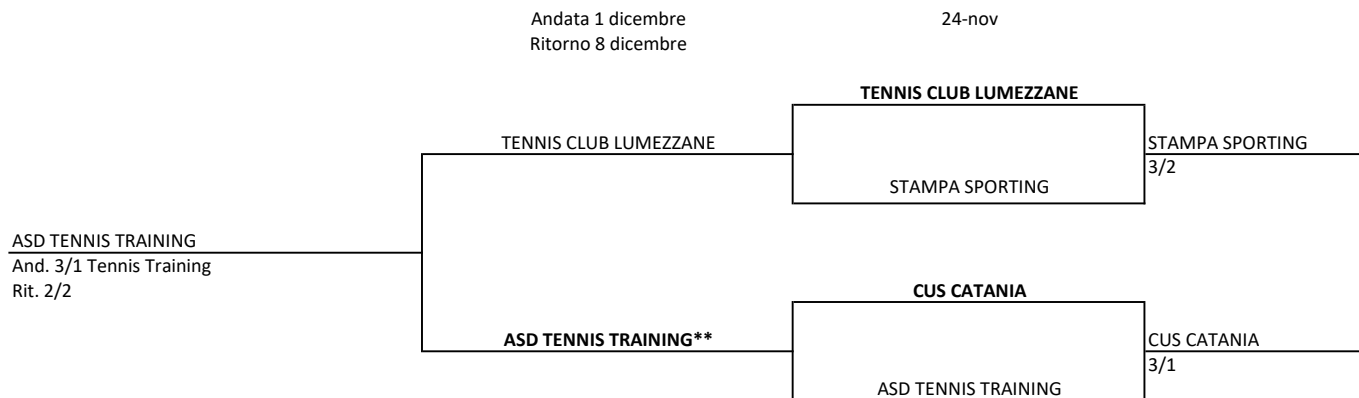 Andata 1 dicembre
24-nov
Ritorno 8 dicembre
TENNIS CLUB LUMEZZANE
TENNIS CLUB LUMEZZANE
STAMPA SPORTING
3/2
STAMPA SPORTING
ASD TENNIS TRAINING
And. 3/1 Tennis Training
Rit. 2/2
CUS CATANIA
ASD TENNIS TRAINING**
CUS CATANIA
3/1
ASD TENNIS TRAINING